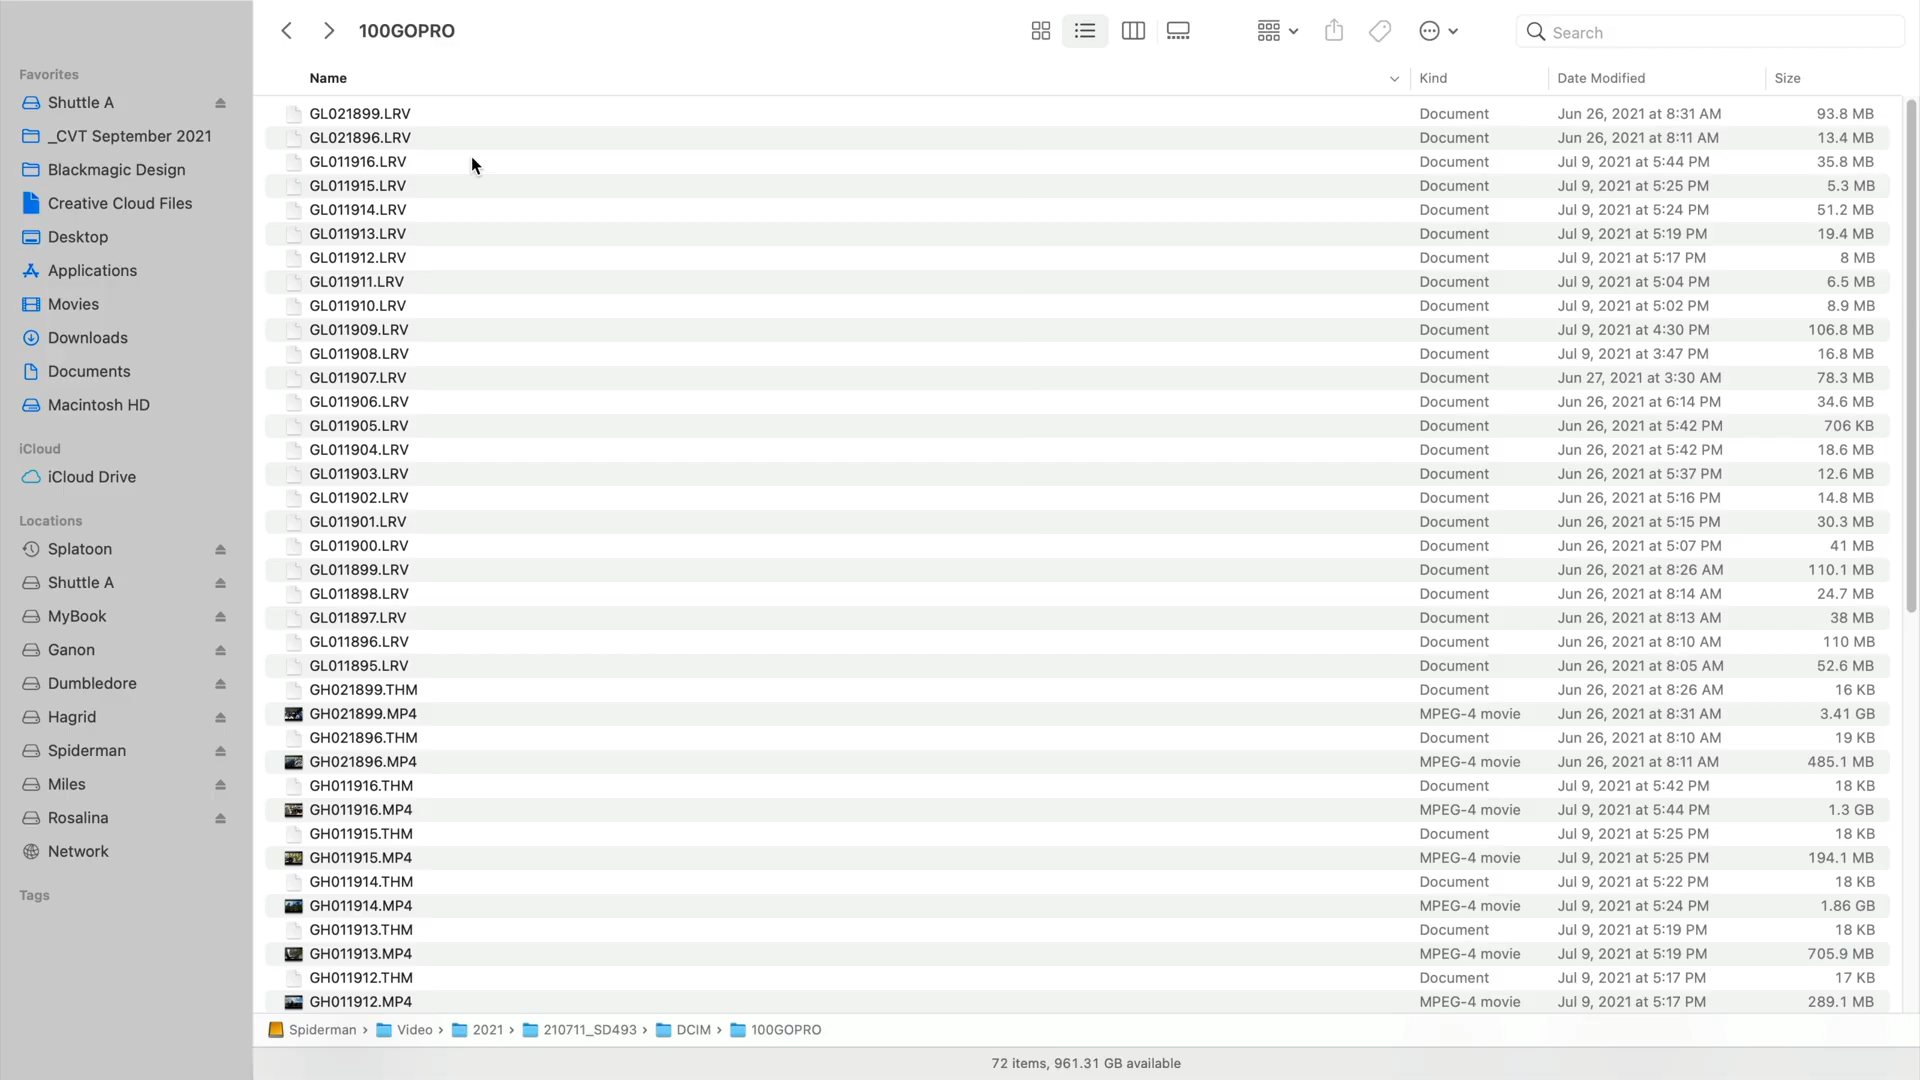 100GOPRO
Search
Favorites
Shuttle A
_CVT September 2021
Blackmagic Design
Creative Cloud Files
Desktop
Applications
Movies
Downloads
Documents
Macintosh HD
iCloud
iCloud Drive
Locations
Splatoon
Shuttle A
MyBook
Ganon
Dumbledore
Hagrid
Spiderman
Miles
Rosalina
Network
Tags
Name Kind Date Modified Size
GL021899.LRV Document Jun 26, 2021 at 8:31 AM 93.8 MB
GL021896.LRV Document Jun 26, 2021 at 8:11 AM 13.4 MB
GL011916.LRV Document Jul 9, 2021 at 5:44 PM 35.8 MB
GL011915.LRV Document Jul 9, 2021 at 5:25 PM 5.3 MB
GL011914.LRV Document Jul 9, 2021 at 5:24 PM 51.2 MB
GL011913.LRV Document Jul 9, 2021 at 5:19 PM 19.4 MB
GL011912.LRV Document Jul 9, 2021 at 5:17 PM 8 MB
GL011911.LRV Document Jul 9, 2021 at 5:04 PM 6.5 MB
GL011910.LRV Document Jul 9, 2021 at 5:02 PM 8.9 MB
GL011909.LRV Document Jul 9, 2021 at 4:30 PM 106.8 MB
GL011908.LRV Document Jul 9, 2021 at 3:47 PM 16.8 MB
GL011907.LRV Document Jun 27, 2021 at 3:30 AM 78.3 MB
GL011906.LRV Document Jun 26, 2021 at 6:14 PM 34.6 MB
GL011905.LRV Document Jun 26, 2021 at 5:42 PM 706 KB
GL011904.LRV Document Jun 26, 2021 at 5:42 PM 18.6 MB
GL011903.LRV Document Jun 26, 2021 at 5:37 PM 12.6 MB
GL011902.LRV Document Jun 26, 2021 at 5:16 PM 14.8 MB
GL011901.LRV Document Jun 26, 2021 at 5:15 PM 30.3 MB
GL011900.LRV Document Jun 26, 2021 at 5:07 PM 41 MB
GL011899.LRV Document Jun 26, 2021 at 8:26 AM 110.1 MB
GL011898.LRV Document Jun 26, 2021 at 8:14 AM 24.7 MB
GL011897.LRV Document Jun 26, 2021 at 8:13 AM 38 MB
GL011896.LRV Document Jun 26, 2021 at 8:10 AM 110 MB
GL011895.LRV Document Jun 26, 2021 at 8:05 AM 52.6 MB
GH021899.THM Document Jun 26, 2021 at 8:26 AM 16 KB
GH021899.MP4 MPEG-4 movie Jun 26, 2021 at 8:31 AM 3.41 GB
GH021896.THM Document Jun 26, 2021 at 8:10 AM 19 KB
GH021896.MP4 MPEG-4 movie Jun 26, 2021 at 8:11 AM 485.1 MB
GH011916.THM Document Jul 9, 2021 at 5:42 PM 18 KB
GH011916.MP4 MPEG-4 movie Jul 9, 2021 at 5:44 PM 1.3 GB
GH011915.THM Document Jul 9, 2021 at 5:25 PM 18 KB
GH011915.MP4 MPEG-4 movie Jul 9, 2021 at 5:25 PM 194.1 MB
GH011914.THM Document Jul 9, 2021 at 5:22 PM 18 KB
GH011914.MP4 MPEG-4 movie Jul 9, 2021 at 5:24 PM 1.86 GB
GH011913.THM Document Jul 9, 2021 at 5:19 PM 18 KB
GH011913.MP4 MPEG-4 movie Jul 9, 2021 at 5:19 PM 705.9 MB
GH011912.THM Document Jul 9, 2021 at 5:17 PM 17 KB
GH011912.MP4 MPEG-4 movie Jul 9, 2021 at 5:17 PM 289.1 MB
Spiderman › Video › 2021 › 210711_SD493 › DCIM › 100GOPRO
72 items, 961.31 GB available